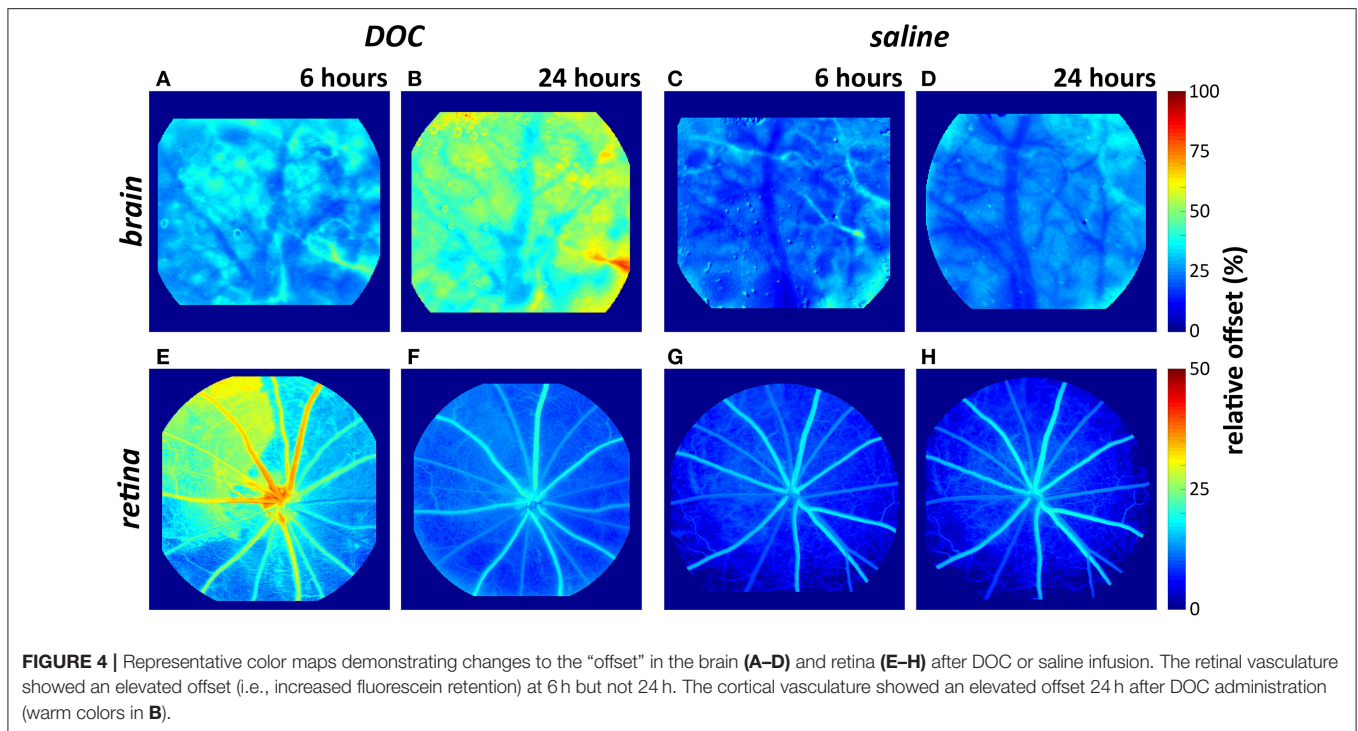 DOC
saline
A
6 hours
B
24 hours
C
6 hours
D
24 hours
brain
100
75
50
25
0
E
F
G
H
retina
50
25
0
relative offset (%)
FIGURE 4 | Representative color maps demonstrating changes to the “offset” in the brain (A–D) and retina (E–H) after DOC or saline infusion. The retinal vasculature
showed an elevated offset (i.e., increased fluorescein retention) at 6 h but not 24 h. The cortical vasculature showed an elevated offset 24 h after DOC administration
(warm colors in B).